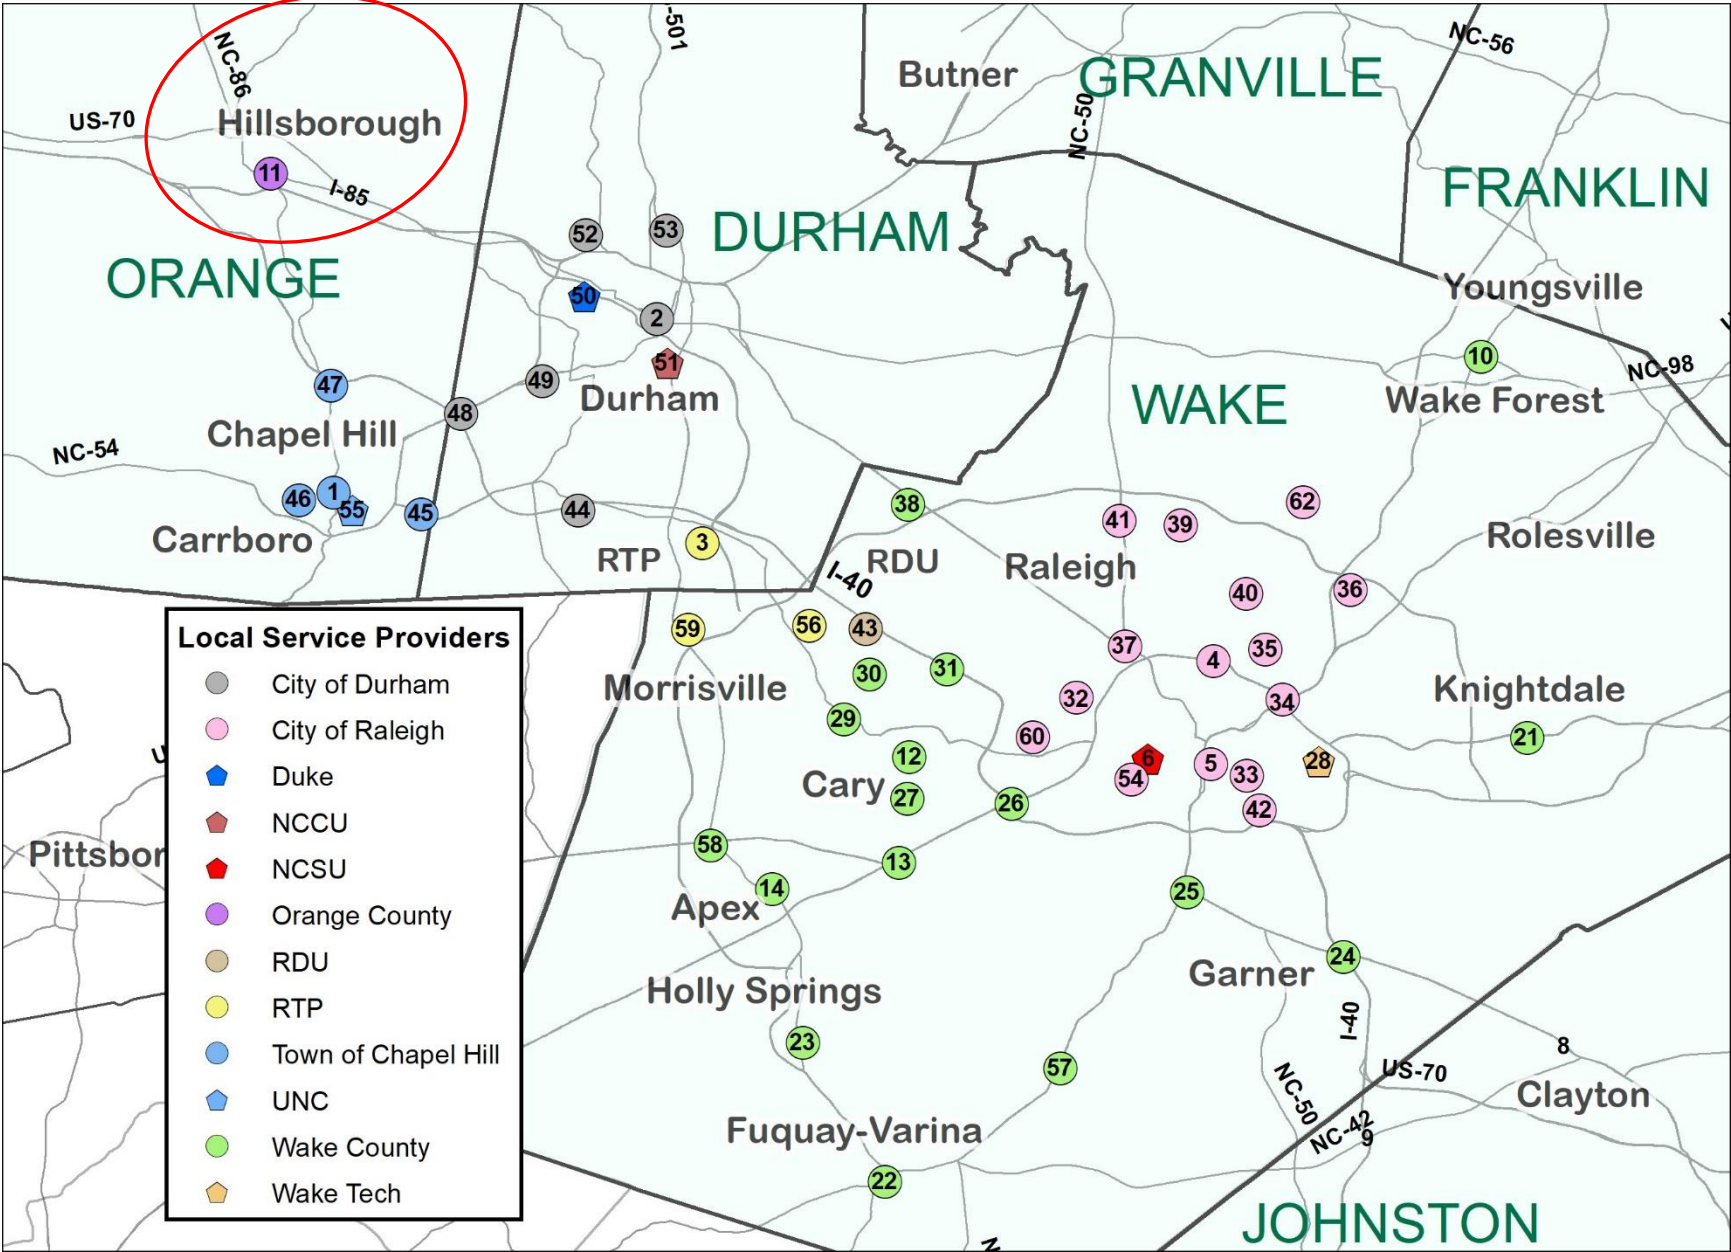 NC-86
-501
NC-56
Butner
GRANVILLE
US-70
Hillsborough
NC-50
11
I-85
FRANKLIN
52
53
DURHAM
ORANGE
Youngsville
50
2
51
10
NC-98
47
49
Durham
WAKE
Wake Forest
48
Chapel Hill
NC-54
46
1
55
45
44
38
41
39
62
Carrboro
3
RTP
RDU
Raleigh
Rolesville
I-40
40
36
59
56
43
37
4
35
30
31
Morrisville
32
34
Knightdale
29
60
21
12
6
5
28
54
33
Cary
27
26
42
Pittsbor
58
13
14
25
Apex
24
Garner
Holly Springs
I-40
23
8
57
US-70
NC-50
Clayton
Fuquay-Varina
NC-42
9
22
JOHNSTON
N
Local Service Providers
City of Durham
City of Raleigh
Duke
NCCU
NCSU
Orange County
RDU
RTP
Town of Chapel Hill
UNC
Wake County
Wake Tech